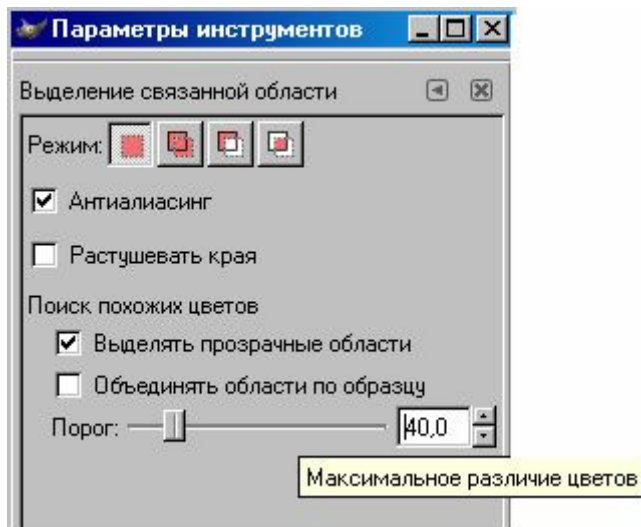 Параметры инструментов
Выделение связанной области
Режим:
Антиалиасинг
Растушевать края
Поиск похожих цветов
Выделять прозрачные области
Объединять области по образцу
Порог: 40,0
Максимальное различие цветов